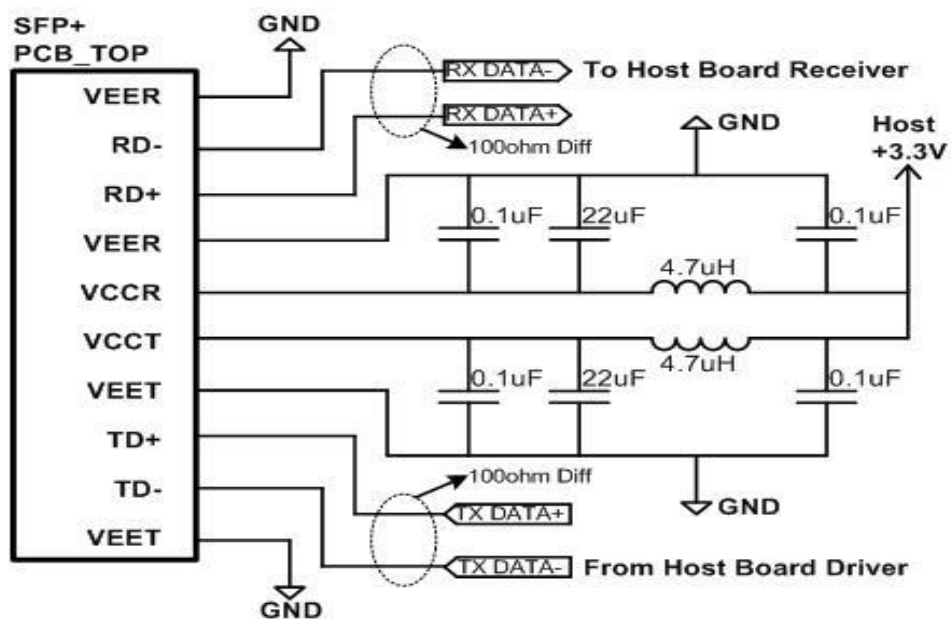 SFP+
PCB_TOP
GND
VEER
RD-
RD+
VEER
VCCR
VCCT
VEET
TD+
TD-
VEET
GND
RX DATA-
To Host Board Receiver
RX DATA+
100ohm Diff
GND
Host
+3.3V
0.1uF
22uF
0.1uF
4.7uH
4.7uH
0.1uF
22uF
0.1uF
100ohm Diff
GND
TX DATA+
TX DATA-
From Host Board Driver